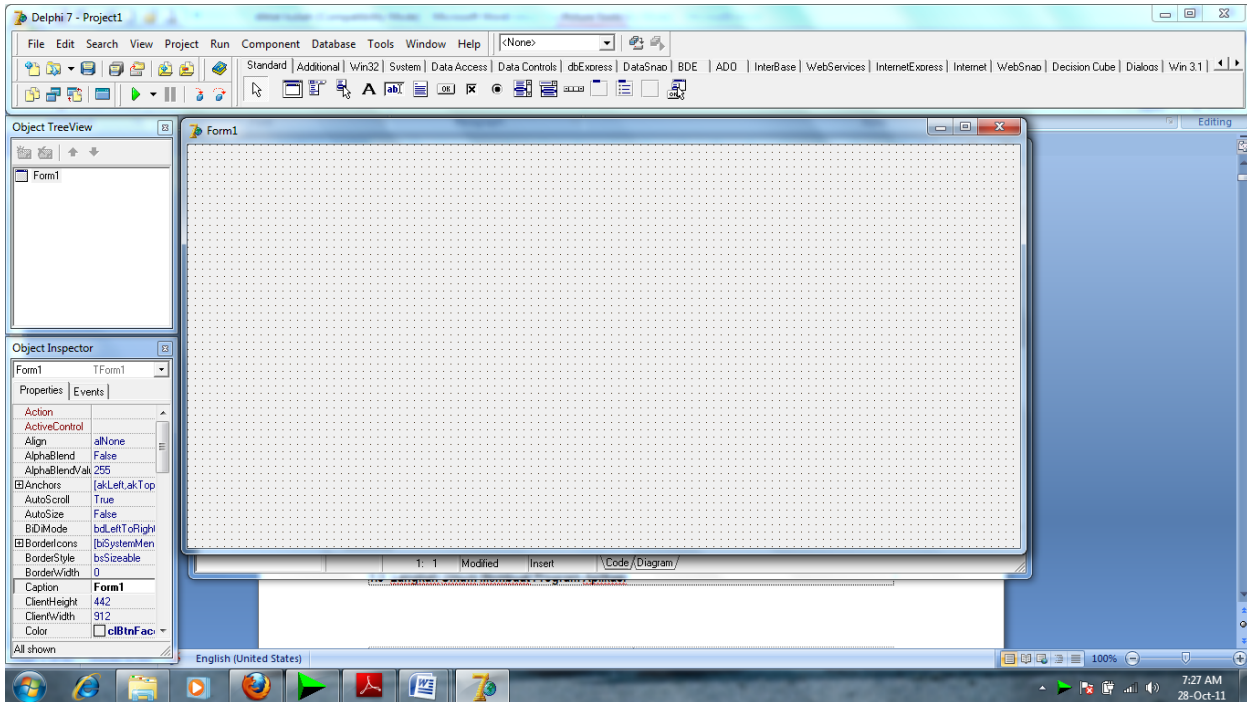 Delphi 7 - Project1
File Edit Search View Project Run Component Database Tools Window Help <None>
Standard Additional Win32 System Data Access Data Controls dbExpress DataSnap BDE ADO InterBase WebServices InternetExpress Internet WebSnap Decision Cube Dialogs Win 3.1
Object TreeView
Form1
Editing
Form1
Object Inspector
Form1 TForm1
Properties Events
Action
ActiveControl
Align alNone
AlphaBlend False
AlphaBlendValu 255
Anchors [akLeft,akTop
AutoScroll True
AutoSize False
BiDiMode bdLeftToRight
BorderIcons [biSystemMen
BorderStyle bsSizeable
BorderWidth 0
Caption Form1
ClientHeight 442
ClientWidth 912
Color clBtnFac
All shown
1: 1 Modified Insert Code Diagram
English (United States)
100%
7:27 AM
28-Oct-11